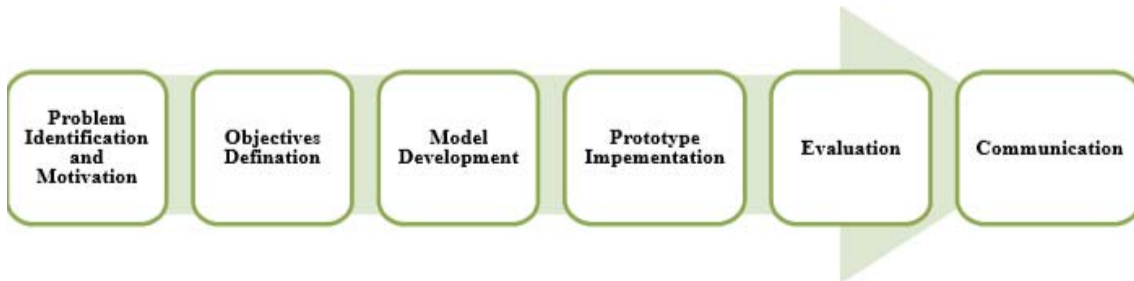 Problem
Identification
and
Motivation
Objectives
Defination
Model
Development
Prototype
Impementation
Evaluation
Communication